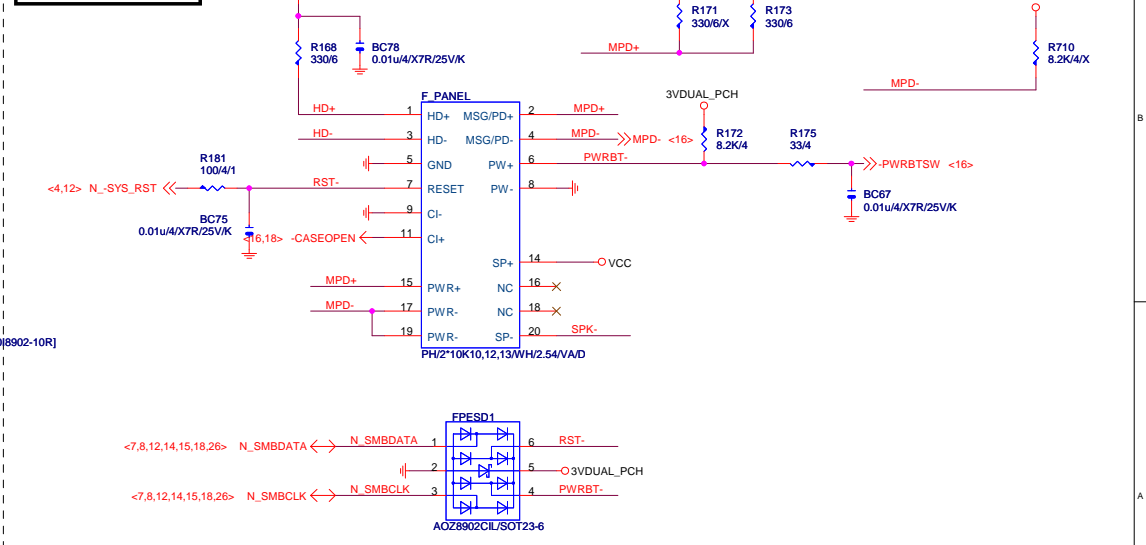 R171
330/6/X
R173
330/6
MPD+
R168
330/6
BC78
0.01u/4/X7R/25V/K
R710
8.2K/4/X
MPD-
F_PANEL
3VDUAL_PCH
HD+
1
HD+
MSG/PD+
2
MPD+
B
HD-
3
HD-
MSG/PD-
4
MPD-
MPD- <16>
R172
8.2K/4
R175
33/4
5
GND
PW+
6
PWRBT-
-PWRBTSW <16>
R181
100/4/1
<4,12> N_-SYS_RST
RST-
7
RESET
PW-
8
BC67
0.01u/4/X7R/25V/K
BC75
0.01u/4/X7R/25V/K
9
CI-
<16,18> -CASEOPEN
11
CI+
SP+
14
VCC
MPD+
15
PWR+
NC
16
MPD-
17
PWR-
NC
18
19
PWR-
SP-
20
SPK-
8902-10R]
PH/2*10K10,12,13/WH/2.54/VA/D
FPESD1
<7,8,12,14,15,18,26> N_SMBDATA
N_SMBDATA
1
6
RST-
2
5
3VDUAL_PCH
<7,8,12,14,15,18,26> N_SMBCLK
N_SMBCLK
3
4
PWRBT-
A
AOZ8902CIL/SOT23-6